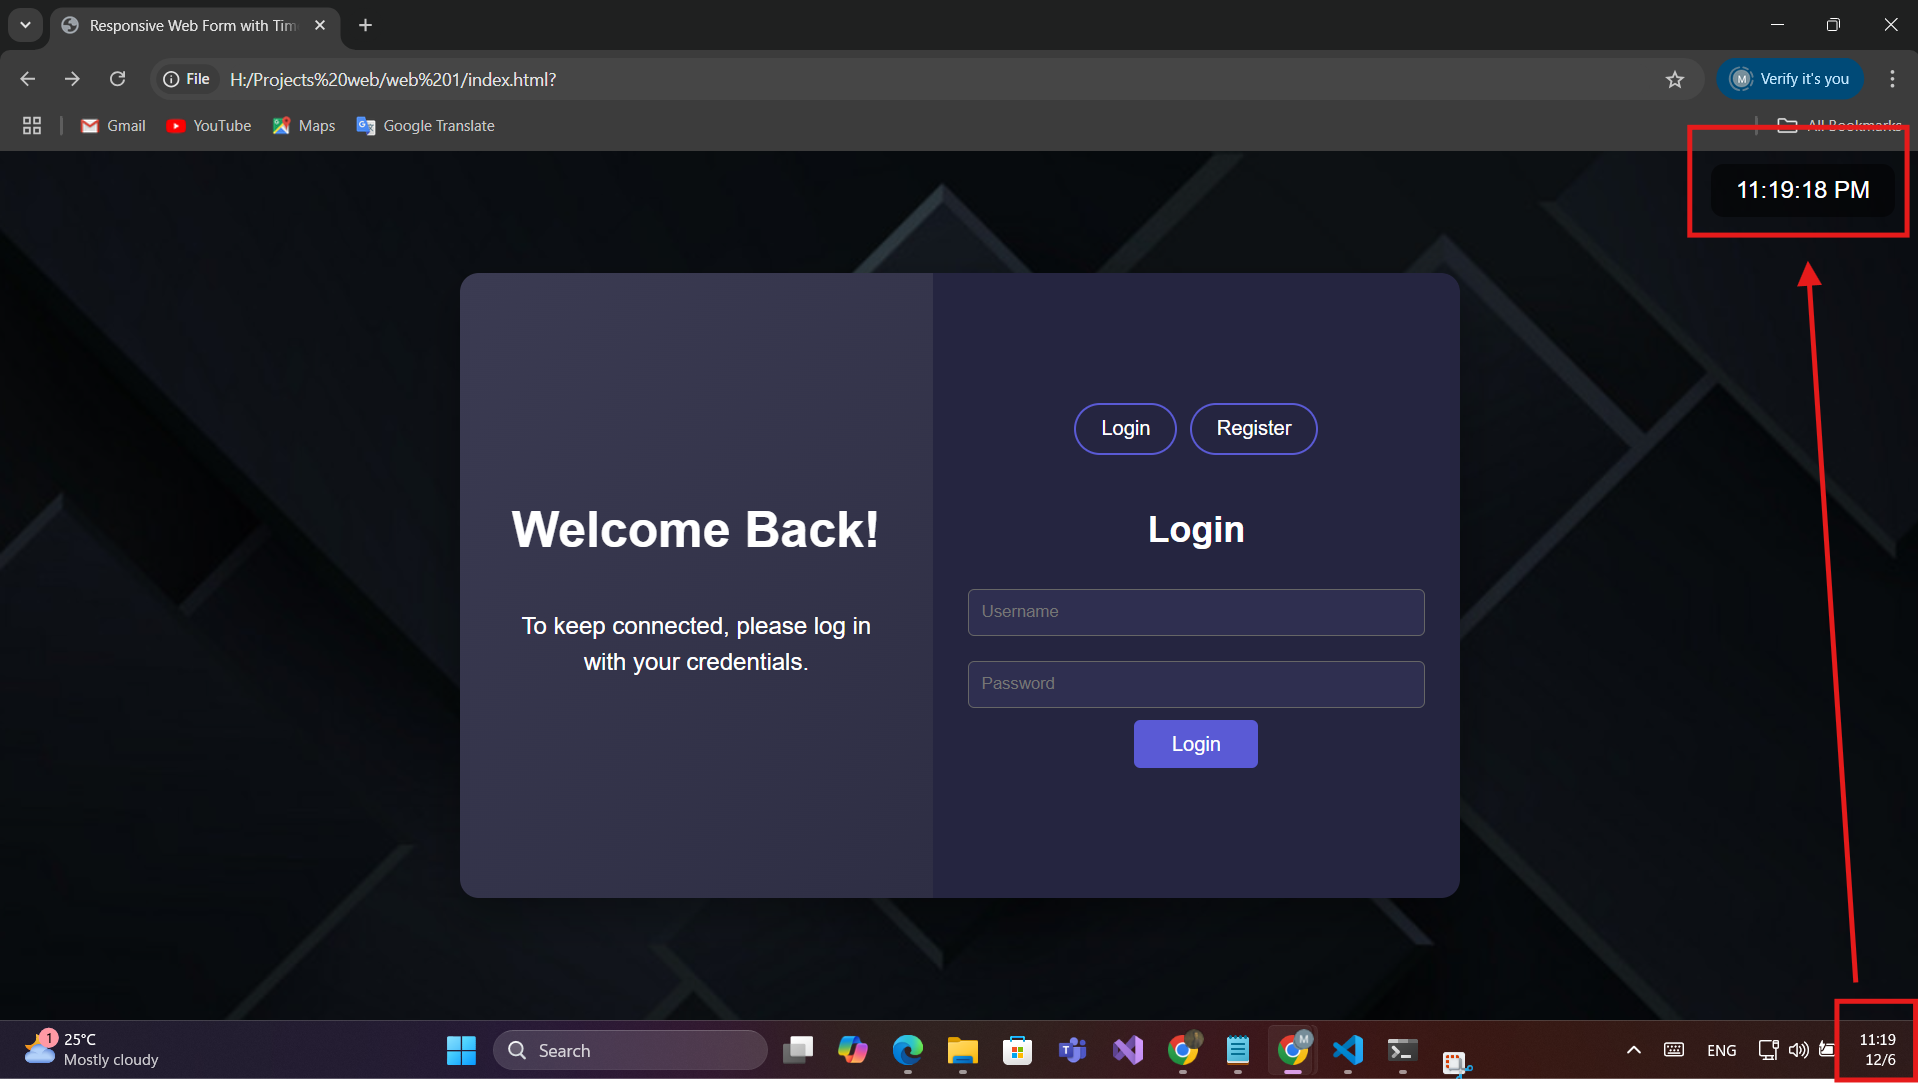 Responsive Web Form with Tim
File
H:/Projects%20web/web%201/index.html?
M
Verify it's you
Gmail
YouTube
Maps
Google Translate
All Bookmarks
11:19:18 PM
Login
Register
Welcome Back!
Login
To keep connected, please log in
with your credentials.
Username
Password
Login
1
25°C
Mostly cloudy
Search
M
ENG
11:19
12/6